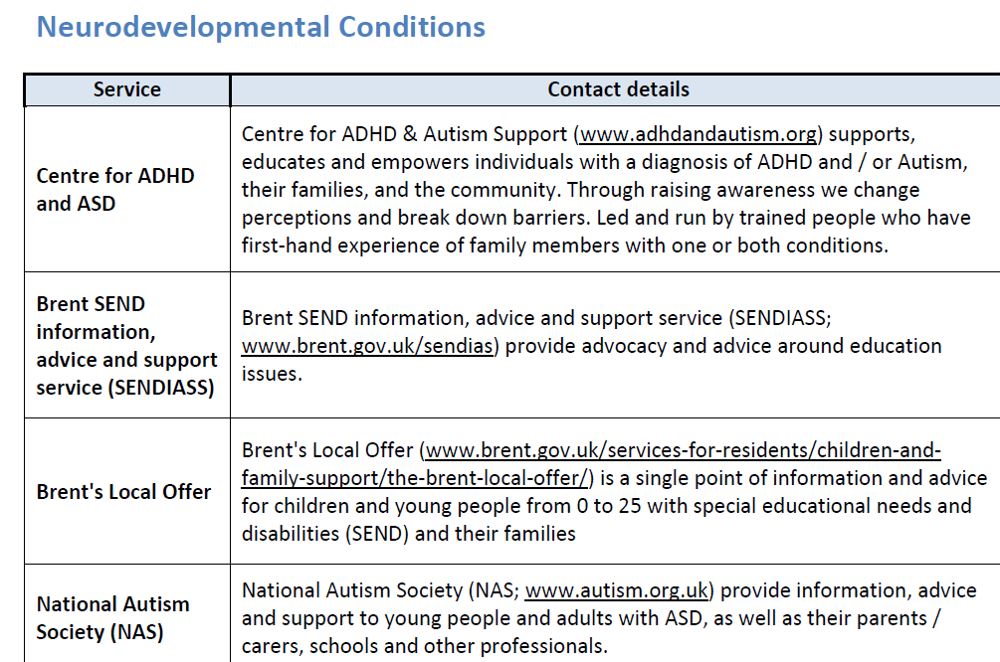 Neurodevelopmental Conditions
Service
Contact details
Centre for ADHD
and ASD
Centre for ADHD & Autism Support (www.adhdandautism.org) supports,
educates and empowers individuals with a diagnosis of ADHD and / or Autism,
their families, and the community. Through raising awareness we change
perceptions and break down barriers. Led and run by trained people who have
first-hand experience of family members with one or both conditions.
Brent SEND
information,
advice and support
service (SENDIASS)
Brent SEND information, advice and support service (SENDIASS;
www.brent.gov.uk/sendias) provide advocacy and advice around education
issues.
Brent's Local Offer
Brent's Local Offer (www.brent.gov.uk/services-for-residents/children-and-
family-support/the-brent-local-offer/) is a single point of information and advice
for children and young people from 0 to 25 with special educational needs and
disabilities (SEND) and their families
National Autism
Society (NAS)
National Autism Society (NAS; www.autism.org.uk) provide information, advice
and support to young people and adults with ASD, as well as their parents /
carers, schools and other professionals.